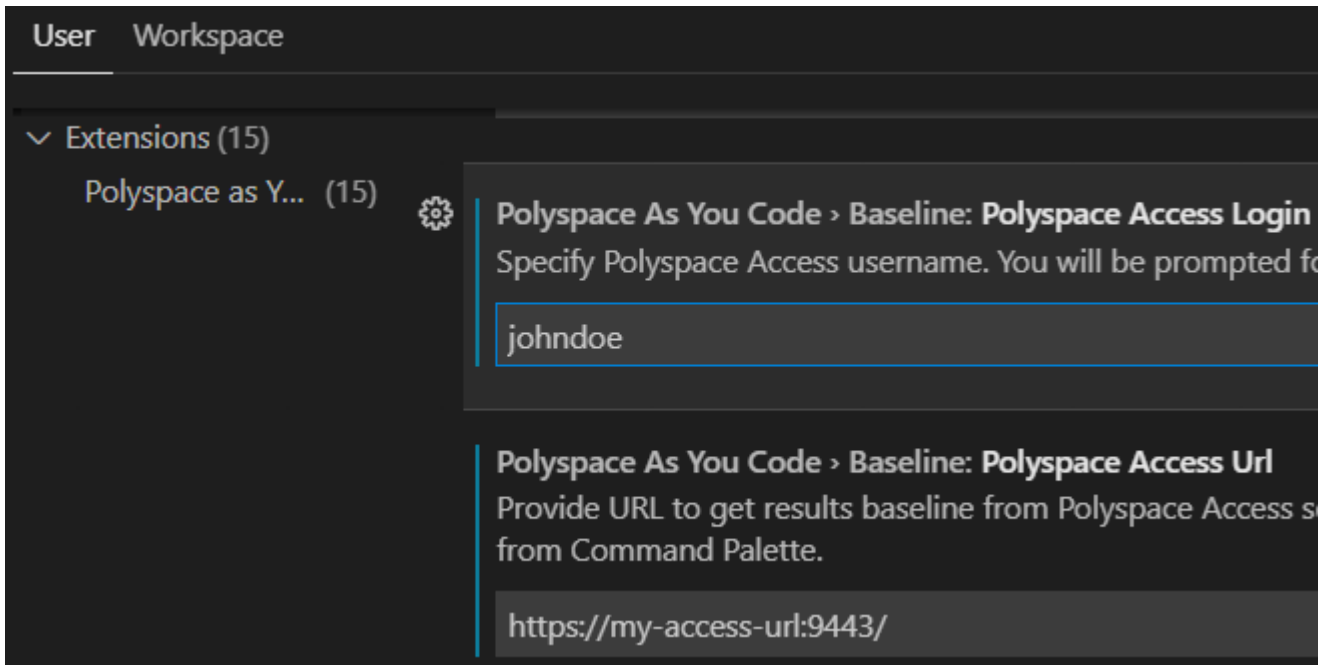 User Workspace
Extensions (15)
Polyspace as Y... (15)
Polyspace As You Code › Baseline: Polyspace Access Login
Specify Polyspace Access username. You will be prompted
johndoe
Polyspace As You Code › Baseline: Polyspace Access Url
Provide URL to get results baseline from Polyspace Access
from Command Palette.
https://my-access-url:9443/